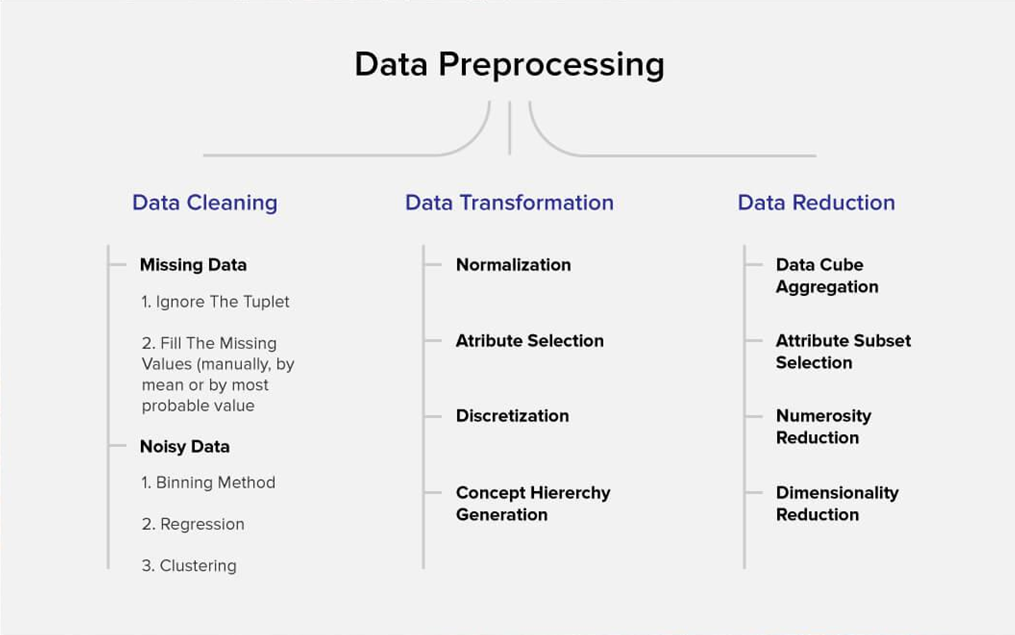 Data Preprocessing
Data Cleaning
Missing Data
1. Ignore The Tuplet
2. Fill The Missing
Values (manually, by
mean or by most
probable value
Noisy Data
1. Binning Method
2. Regression
3. Clustering
Data Transformation
Normalization
Atribute Selection
Discretization
Concept Hiererchy
Generation
Data Reduction
Data Cube
Aggregation
Attribute Subset
Selection
Numerosity
Reduction
Dimensionality
Reduction